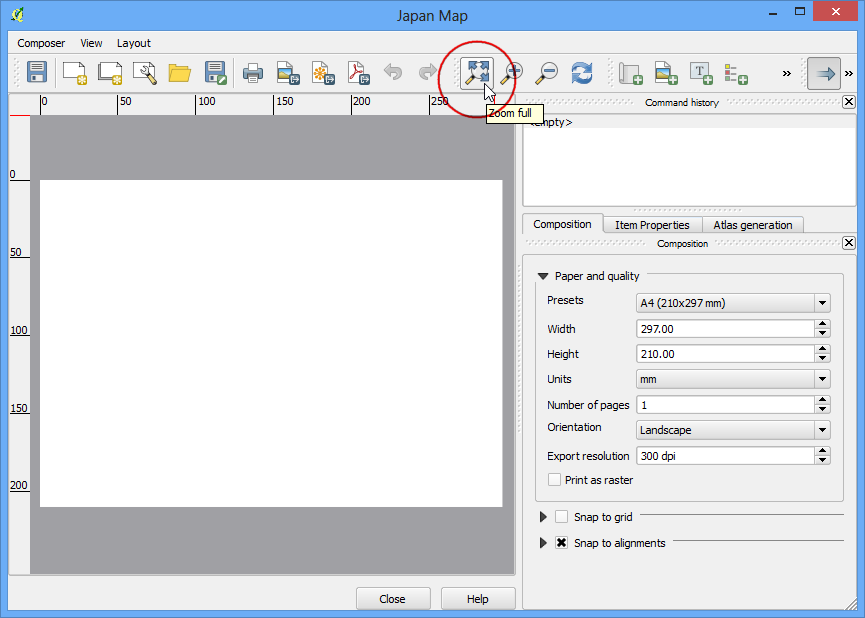 Japan Map
Composer View Layout
T
» »
0 50 100 150 200 250
Command history
Zoom full
<empty>
0
50
100
150
200
Composition Item Properties Atlas generation
Composition
Paper and quality
Presets A4 (210x297 mm)
Width 297.00
Height 210.00
Units mm
Number of pages 1
Orientation Landscape
Export resolution 300 dpi
Print as raster
Snap to grid
Snap to alignments
Close Help